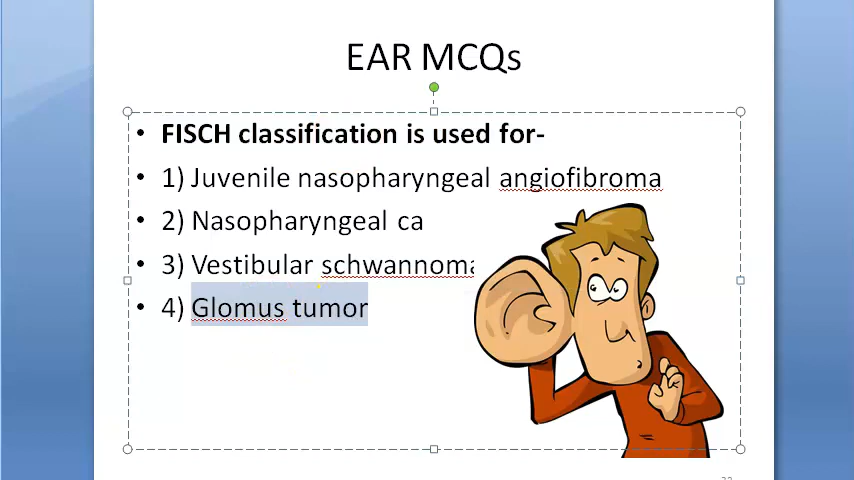 EAR MCQs
• FISCH classification is used for-
• 1) Juvenile nasopharyngeal angiofibroma
• 2) Nasopharyngeal ca
• 3) Vestibular schwannoma
• 4) Glomus tumor